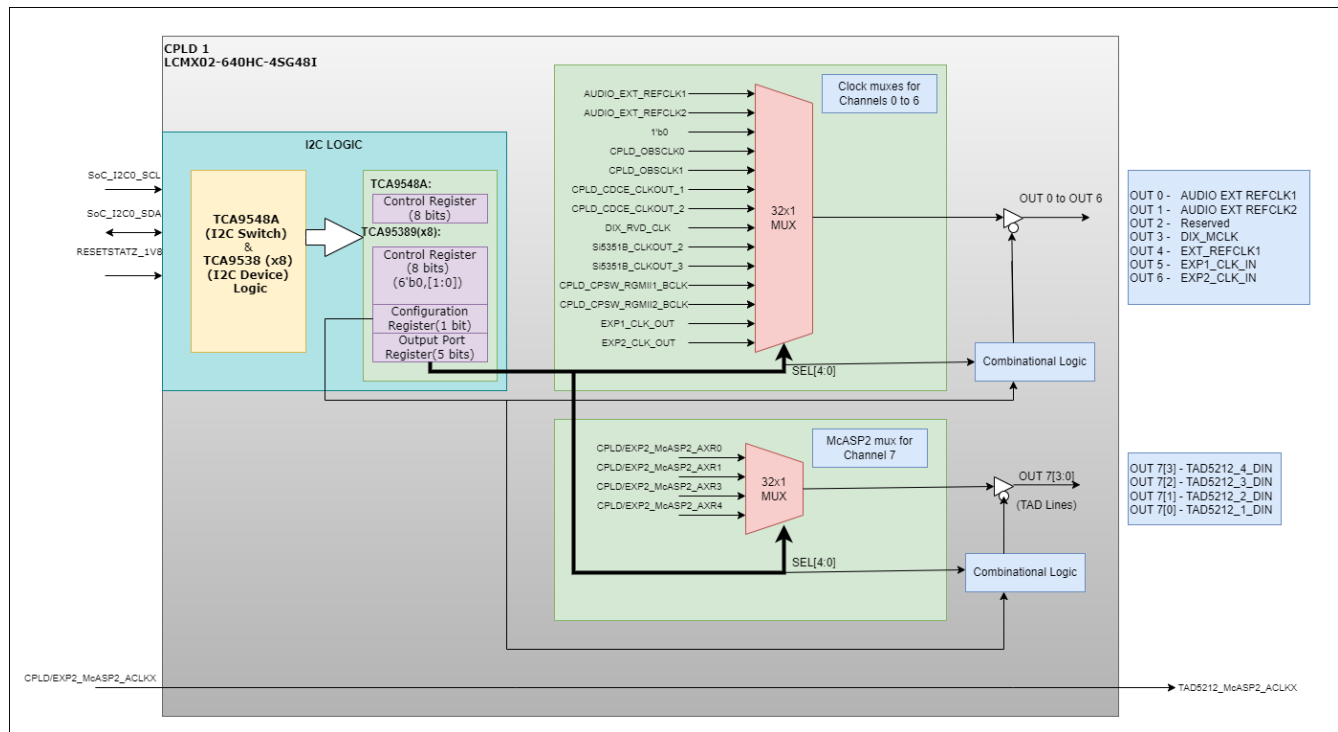 CPLD 1
LCMX02-640HC-4SG48I
I2C LOGIC
SoC_I2C0_SCL
SoC_I2C0_SDA
RESETSTATZ_1V8
TCA9548A
(I2C Switch)
&
TCA9538 (x8)
(I2C Device)
Logic
TCA9548A:
Control Register
(8 bits)
TCA95389(x8):
Control Register
(8 bits)
(6'b0,[1:0])
Configuration
Register(1 bit)
Output Port
Register(5 bits)
AUDIO_EXT_REFCLK1
AUDIO_EXT_REFCLK2
1'b0
CPLD_OBSCLK0
CPLD_OBSCLK1
CPLD_CDCE_CLKOUT_1
CPLD_CDCE_CLKOUT_2
DIX_RVD_CLK
Si5351B_CLKOUT_2
Si5351B_CLKOUT_3
CPLD_CPSW_RGMII1_BCLK
CPLD_CPSW_RGMII2_BCLK
EXP1_CLK_OUT
EXP2_CLK_OUT
32x1
MUX
Clock muxes for
Channels 0 to 6
SEL[4:0]
Combinational Logic
OUT 0 to OUT 6
OUT 0 - AUDIO EXT REFCLK1
OUT 1 - AUDIO EXT REFCLK2
OUT 2 - Reserved
OUT 3 - DIX_MCLK
OUT 4 - EXT_REFCLK1
OUT 5 - EXP1_CLK_IN
OUT 6 - EXP2_CLK_IN
CPLD/EXP2_McASP2_AXR0
CPLD/EXP2_McASP2_AXR1
CPLD/EXP2_McASP2_AXR3
CPLD/EXP2_McASP2_AXR4
32x1
MUX
McASP2 mux for
Channel 7
SEL[4:0]
Combinational Logic
OUT 7[3:0]
(TAD Lines)
OUT 7[3] - TAD5212_4_DIN
OUT 7[2] - TAD5212_3_DIN
OUT 7[1] - TAD5212_2_DIN
OUT 7[0] - TAD5212_1_DIN
CPLD/EXP2_McASP2_ACLKX
TAD5212_McASP2_ACLKX